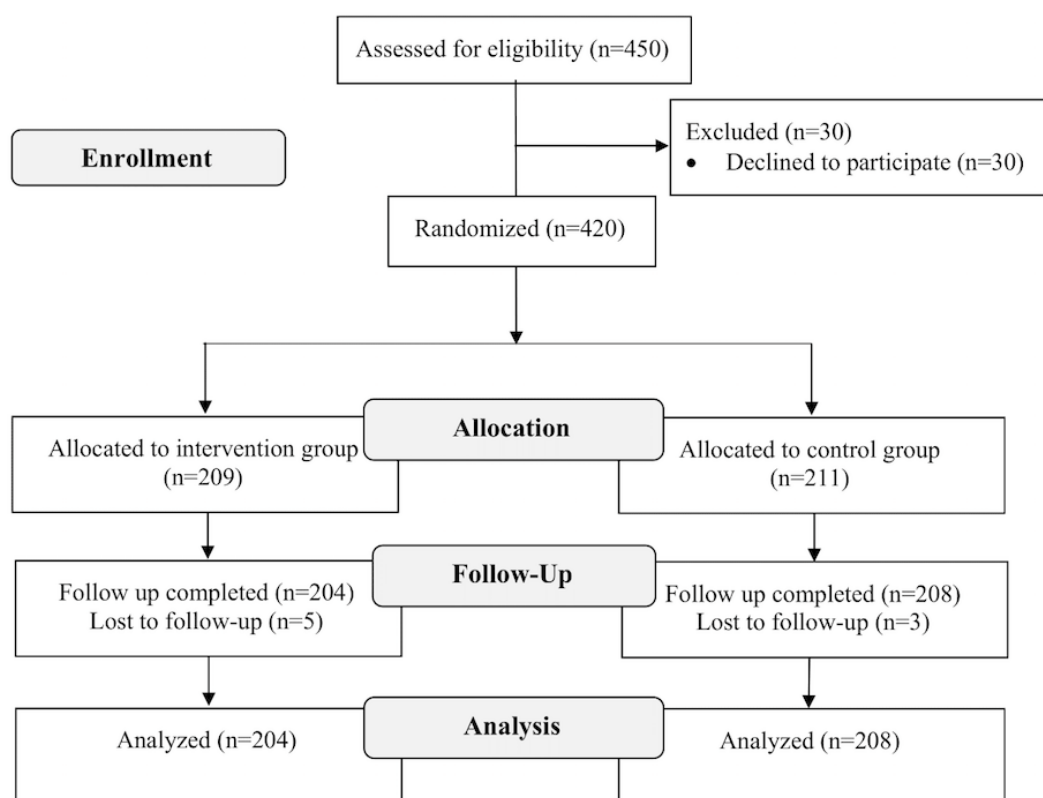 Assessed for eligibility (n=450)
Excluded (n=30)
• Declined to participate (n=30)
Enrollment
Randomized (n=420)
Allocation
Allocated to intervention group
(n=209)
Allocated to control group
(n=211)
Follow-Up
Follow up completed (n=204)
Lost to follow-up (n=5)
Follow up completed (n=208)
Lost to follow-up (n=3)
Analysis
Analyzed (n=204)
Analyzed (n=208)